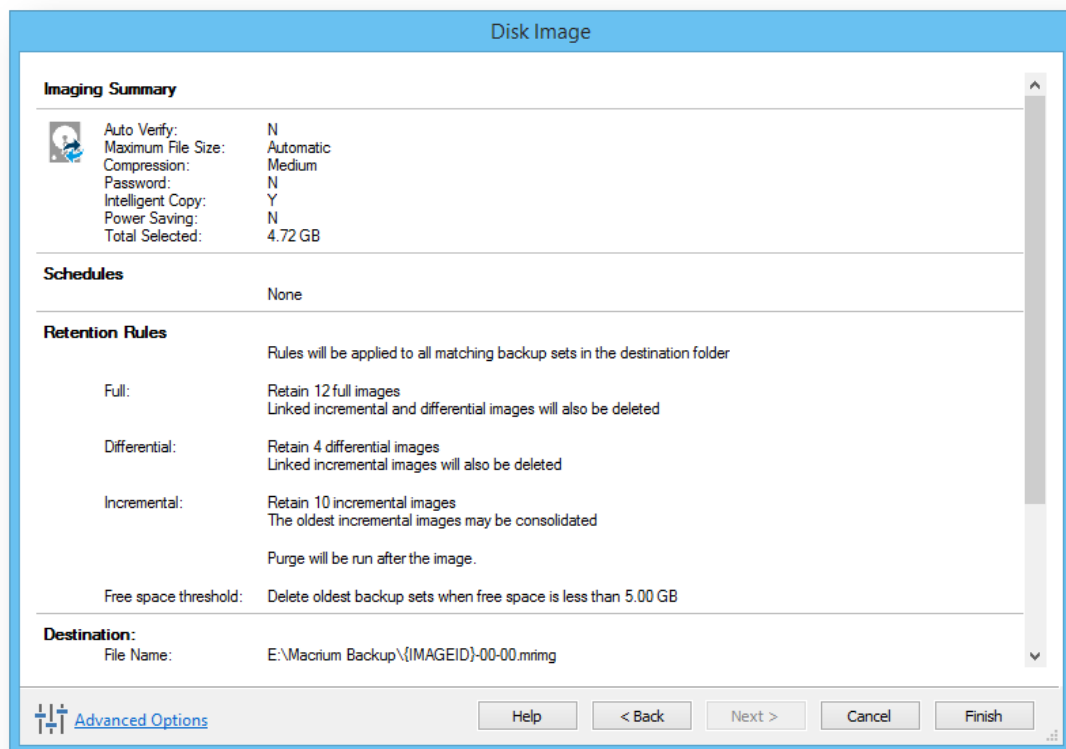 Disk Image
Imaging Summary
Auto Verify: N
Maximum File Size: Automatic
Compression: Medium
Password: N
Intelligent Copy: Y
Power Saving: N
Total Selected: 4.72 GB
Schedules
None
Retention Rules
Rules will be applied to all matching backup sets in the destination folder
Full: Retain 12 full images
Linked incremental and differential images will also be deleted
Differential: Retain 4 differential images
Linked incremental images will also be deleted
Incremental: Retain 10 incremental images
The oldest incremental images may be consolidated
Purge will be run after the image.
Free space threshold: Delete oldest backup sets when free space is less than 5.00 GB
Destination:
File Name: E:\Macrium Backup\{IMAGEID}-00-00.mrimg
Advanced Options Help < Back Next > Cancel Finish